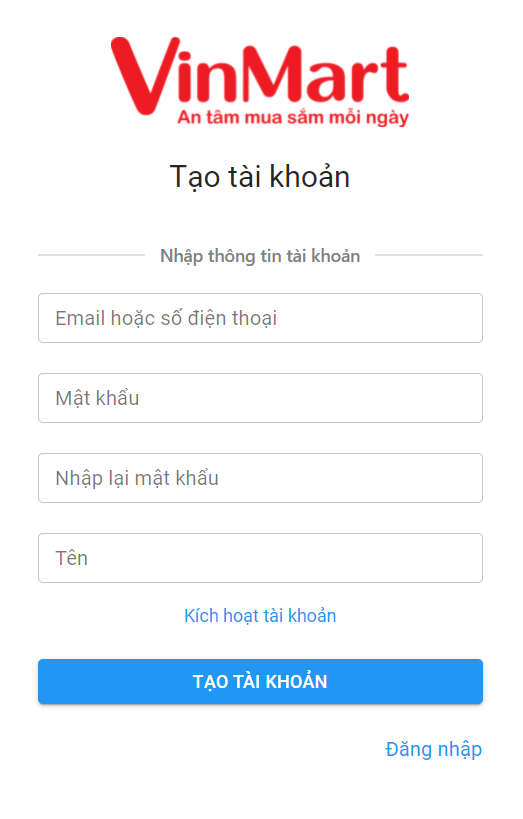 VinMart
An tâm mua sắm mỗi ngày
Tạo tài khoản
Nhập thông tin tài khoản
Email hoặc số điện thoại
Mật khẩu
Nhập lại mật khẩu
Tên
Kích hoạt tài khoản
TẠO TÀI KHOẢN
Đăng nhập